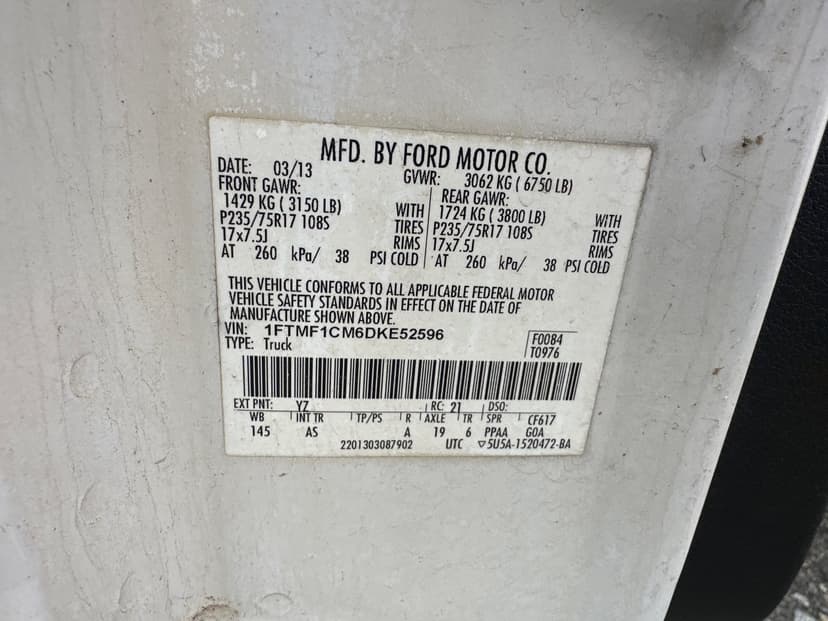 MFD. BY FORD MOTOR CO.
DATE: 03/13 GVWR: 3062 KG ( 6750 LB)
FRONT GAWR: REAR GAWR:
1429 KG ( 3150 LB) WITH 1724 KG ( 3800 LB) WITH
P235/75R17 108S TIRES P235/75R17 108S TIRES
17x7.5J RIMS 17x7.5J RIMS
AT 260 kPa/ 38 PSI COLD AT 260 kPa/ 38 PSI COLD
THIS VEHICLE CONFORMS TO ALL APPLICABLE FEDERAL MOTOR
VEHICLE SAFETY STANDARDS IN EFFECT ON THE DATE OF
MANUFACTURE SHOWN ABOVE.
VIN: 1FTMF1CM6DKE52596 F0084
TYPE: Truck T0976
EXT PNT: YZ RC: 21 DSO:
WB INT TR TP/PS R AXLE TR SPR CF617
145 AS A 19 6 PPAA GOA
2201303087902 UTC ▽5U5A-1520472-BA